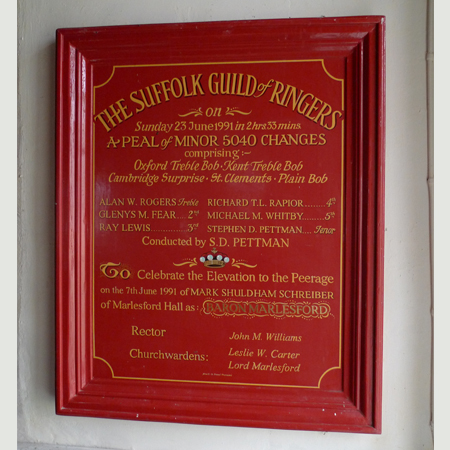 THE SUFFOLK GUILD of RINGERS
on
Sunday 23 June 1991 in 2hrs 33 mins.
A PEAL of MINOR 5040 CHANGES
comprising :-
Oxford Treble Bob · Kent Treble Bob
Cambridge Surprise · St. Clements · Plain Bob
ALAN W. ROGERS Treble RICHARD T.L. RAPIOR........4th
GLENYS M. FEAR.... 2nd MICHAEL M. WHITBY.....5th
RAY LEWIS............3rd STEPHEN D. PETTMAN....Tenor
Conducted by S.D. PETTMAN
To Celebrate the Elevation to the Peerage
on the 7th June 1991 of MARK SHULDHAM SCHREIBER
of Marlesford Hall as: BARON MARLESFORD
Rector John M. Williams
Churchwardens: Leslie W. Carter
Lord Marlesford